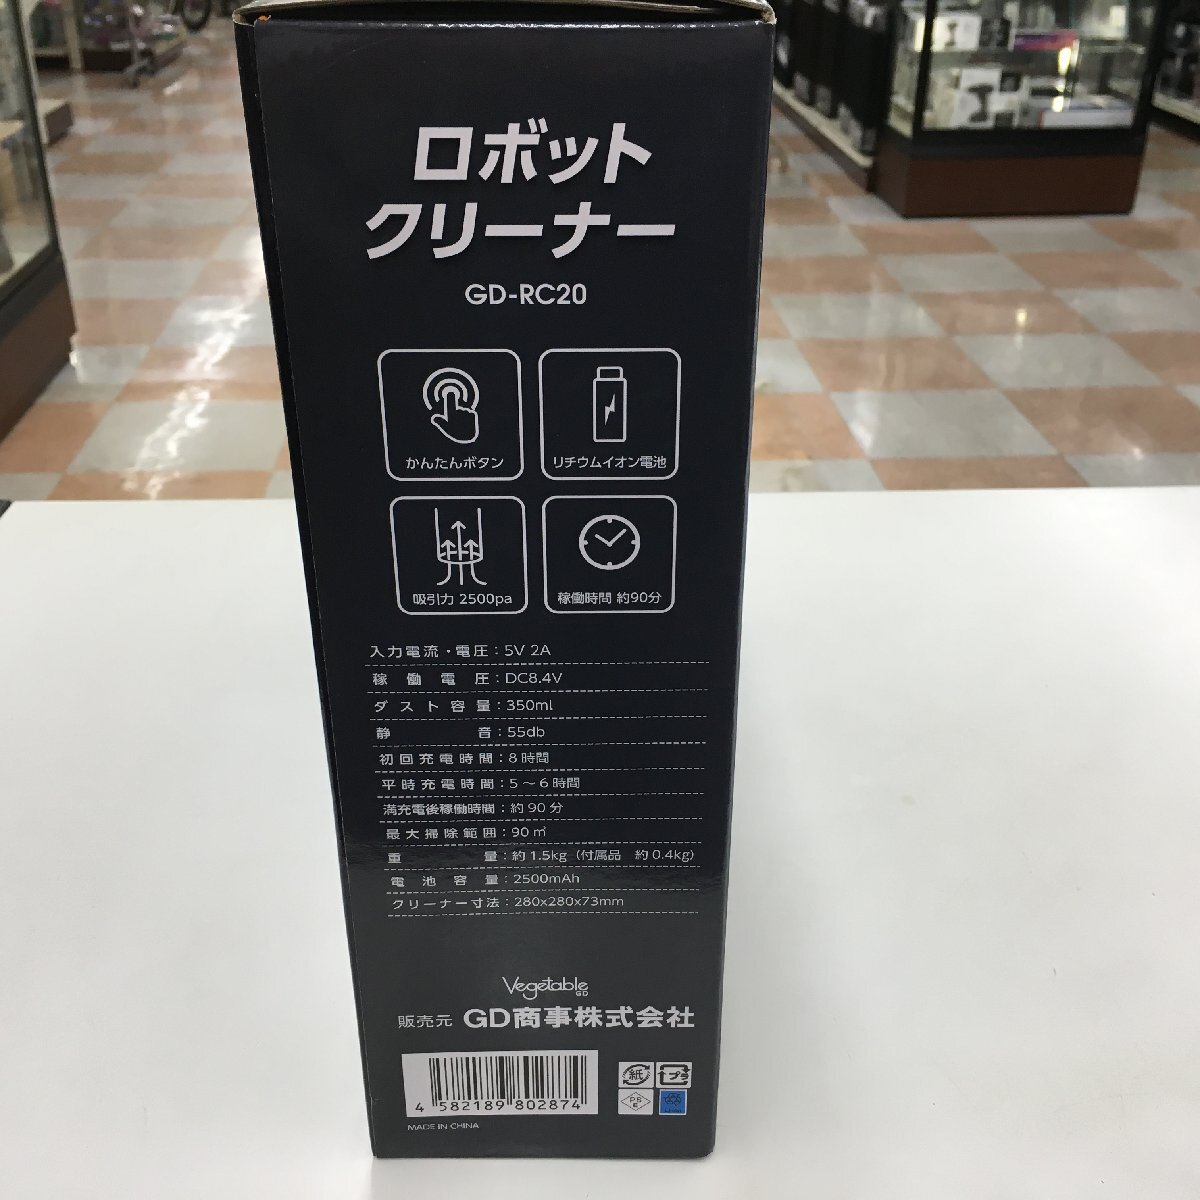 ロボット
クリーナー
GD-RC20
かんたんボタン
リチウムイオン電池
吸引力 2500pa
稼働時間 約90分
入力電流・電圧：5V 2A
稼働電圧：DC8.4V
ダスト容量：350ml
静音：55db
初回充電時間：8時間
平時充電時間：5～6時間
満充電後稼働時間：約90分
最大掃除範囲：90㎡
重量：約1.5kg（付属品　約0.4kg）
電池容量：2500mAh
クリーナー寸法：280x280x73mm
Vegetable
GD
販売元 GD商事株式会社
4 582189 802874
紙
プラ
PS
E
MADE IN CHINA